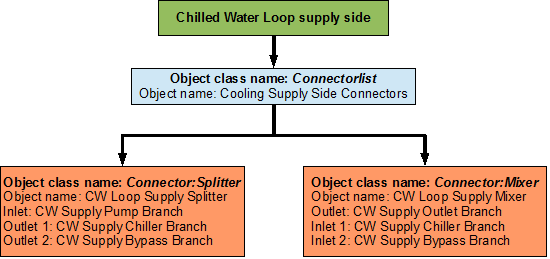 Chilled Water Loop supply side
Object class name: Connectorlist
Object name: Cooling Supply Side Connectors
Object class name: Connector:Splitter
Object name: CW Loop Supply Splitter
Inlet: CW Supply Pump Branch
Outlet 1: CW Supply Chiller Branch
Outlet 2: CW Supply Bypass Branch
Object class name: Connector:Mixer
Object name: CW Loop Supply Mixer
Outlet: CW Supply Outlet Branch
Inlet 1: CW Supply Chiller Branch
Inlet 2: CW Supply Bypass Branch